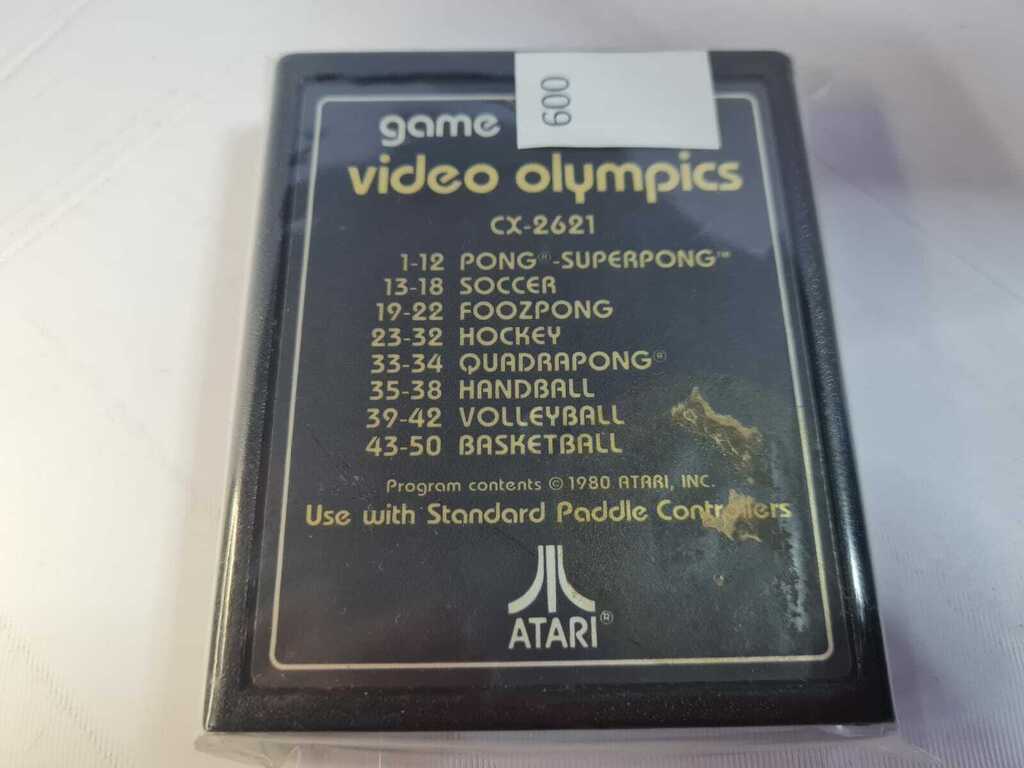 600
game
video olympics
CX-2621
1-12 PONG®-SUPERPONG™
13-18 SOCCER
19-22 FOOZPONG
23-32 HOCKEY
33-34 QUADRAPONG®
35-38 HANDBALL
39-42 VOLLEYBALL
43-50 BASKETBALL
Program contents © 1980 ATARI, INC.
Use with Standard Paddle Controllers
ATARI®